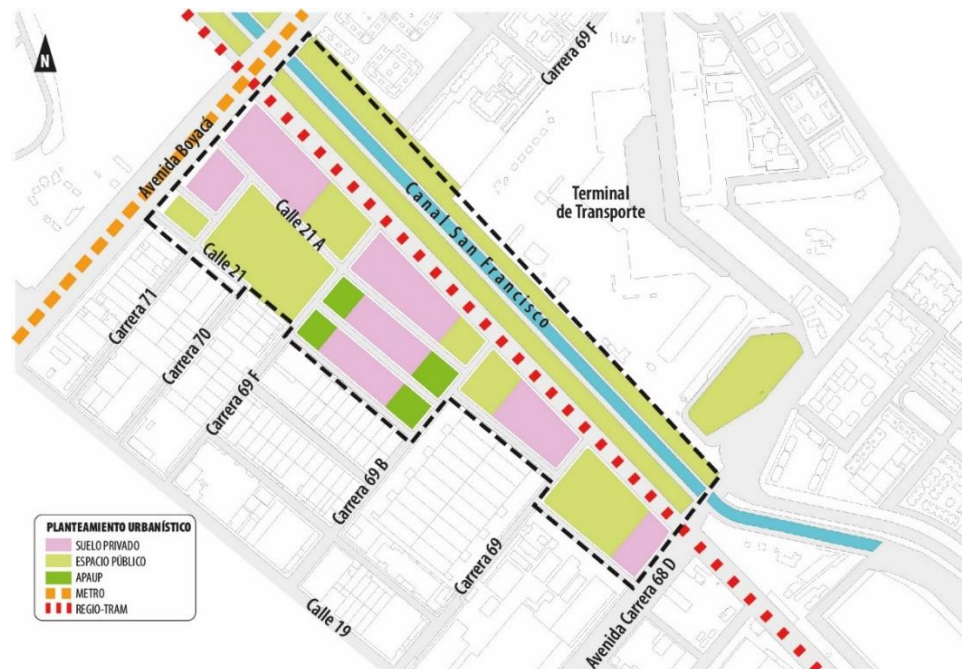 N
Carrera 69 F
Avenida Boyacá
Canal San Francisco
Terminal
de Transporte
Calle 21 A
Calle 21
Carrera 71
Carrera 70
Carrera 69 F
Carrera 69 B
Carrera 69
Calle 19
Avenida Carrera 68 D
PLANTEAMIENTO URBANÍSTICO
SUELO PRIVADO
ESPACIO PÚBLICO
APAUP
METRO
REGIO-TRAM